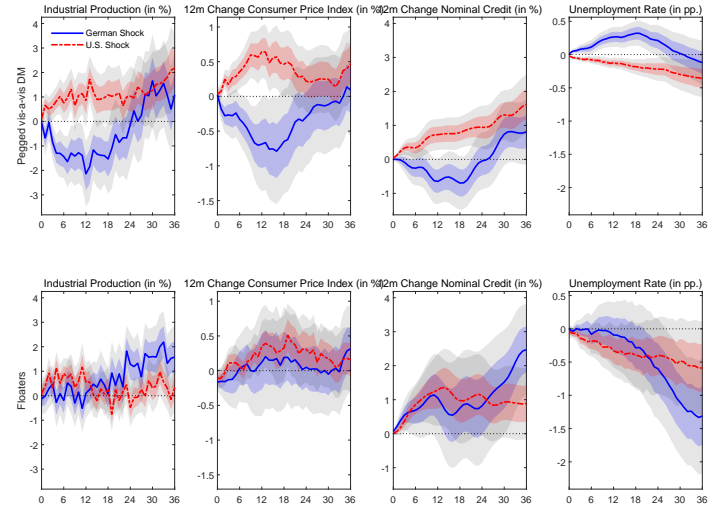 Industrial Production (in %)
12m Change Consumer Price Index (in %)
12m Change Nominal Credit (in %)
Unemployment Rate (in pp.)
Pegged vis-a-vis DM
German Shock
U.S. Shock
4
3
2
1
0
-1
-2
-3
0 6 12 18 24 30 36
1
0.5
0
-0.5
-1
-1.5
0 6 12 18 24 30 36
4
3
2
1
0
-1
0 6 12 18 24 30 36
0.5
0
-0.5
-1
-1.5
-2
0 6 12 18 24 30 36
Industrial Production (in %)
12m Change Consumer Price Index (in %)
12m Change Nominal Credit (in %)
Unemployment Rate (in pp.)
Floaters
4
3
2
1
0
-1
-2
-3
0 6 12 18 24 30 36
1
0.5
0
-0.5
-1
-1.5
0 6 12 18 24 30 36
4
3
2
1
0
-1
0 6 12 18 24 30 36
0.5
0
-0.5
-1
-1.5
-2
0 6 12 18 24 30 36